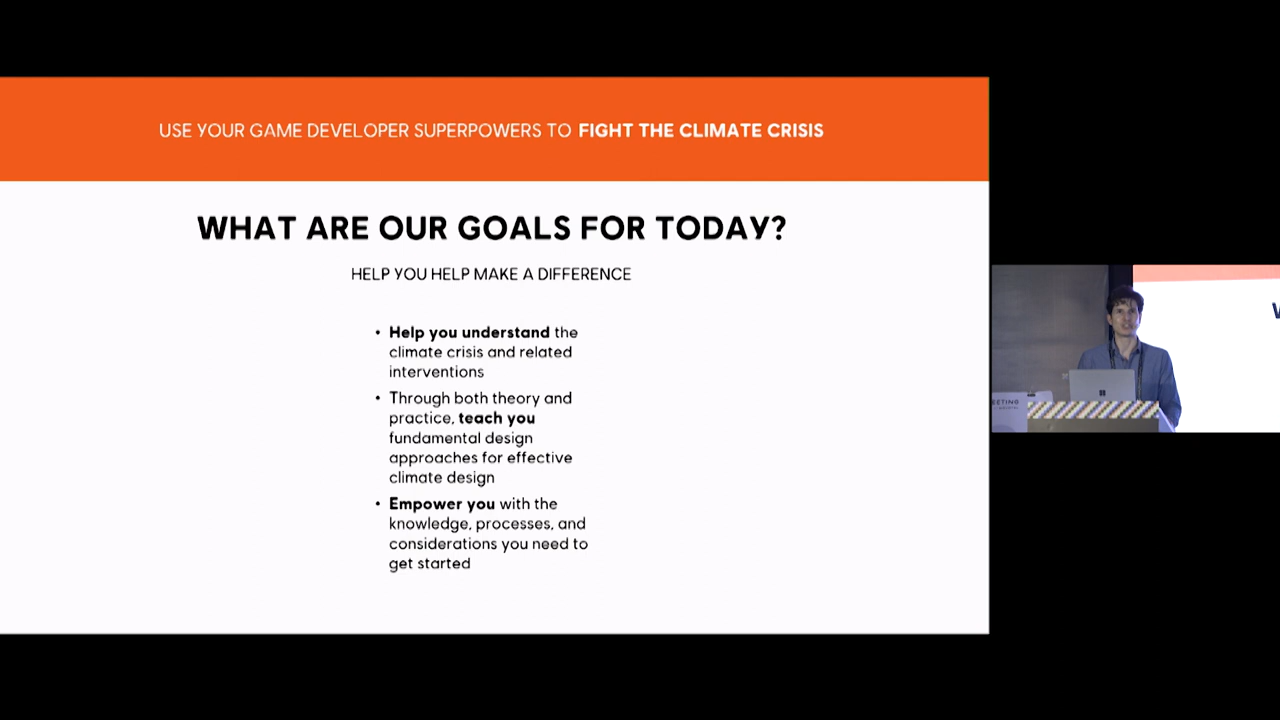 USE YOUR GAME DEVELOPER SUPERPOWERS TO FIGHT THE CLIMATE CRISIS
WHAT ARE OUR GOALS FOR TODAY?
HELP YOU HELP MAKE A DIFFERENCE
• Help you understand the
climate crisis and related
interventions
• Through both theory and
practice, teach you
fundamental design
approaches for effective
climate design
• Empower you with the
knowledge, processes, and
considerations you need to
get started